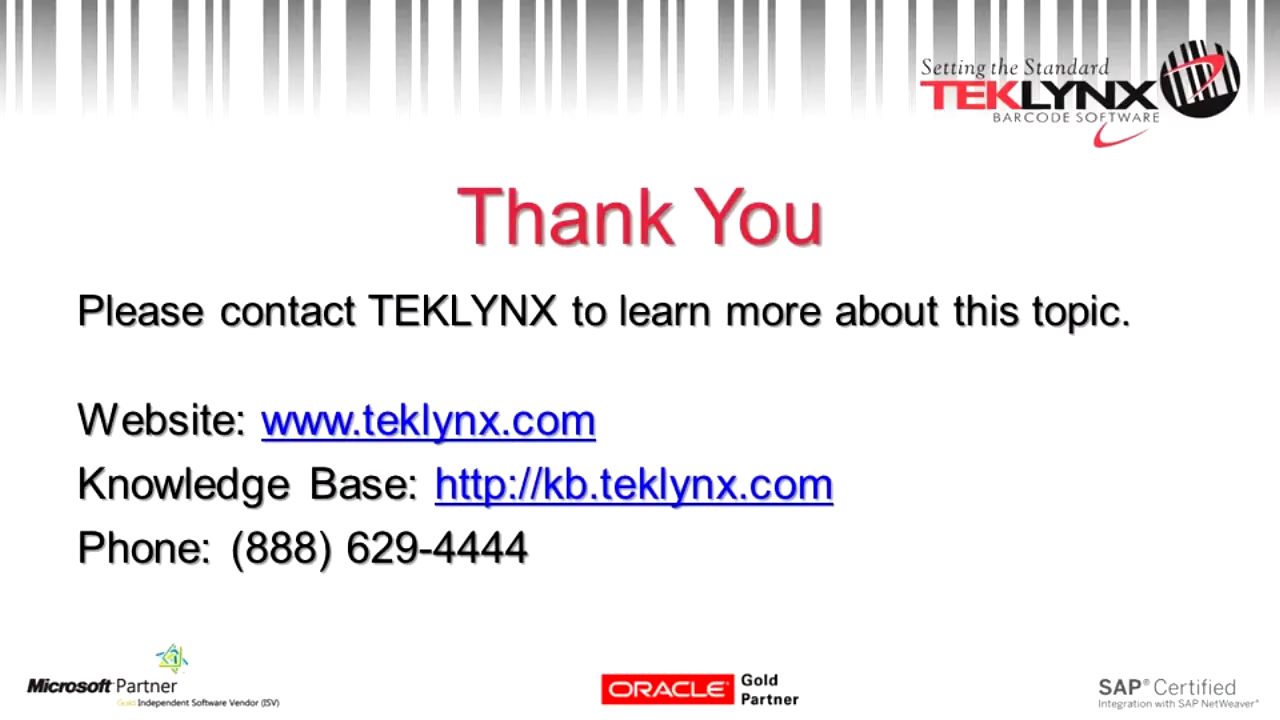 Setting the Standard
TEKLYNX
BARCODE SOFTWARE
Thank You
Please contact TEKLYNX to learn more about this topic.
Website: www.teklynx.com
Knowledge Base: http://kb.teklynx.com
Phone: (888) 629-4444
Microsoft Partner
Gold Independent Software Vendor (ISV)
ORACLE Gold
Partner
SAP® Certified
Integration with SAP NetWeaver®